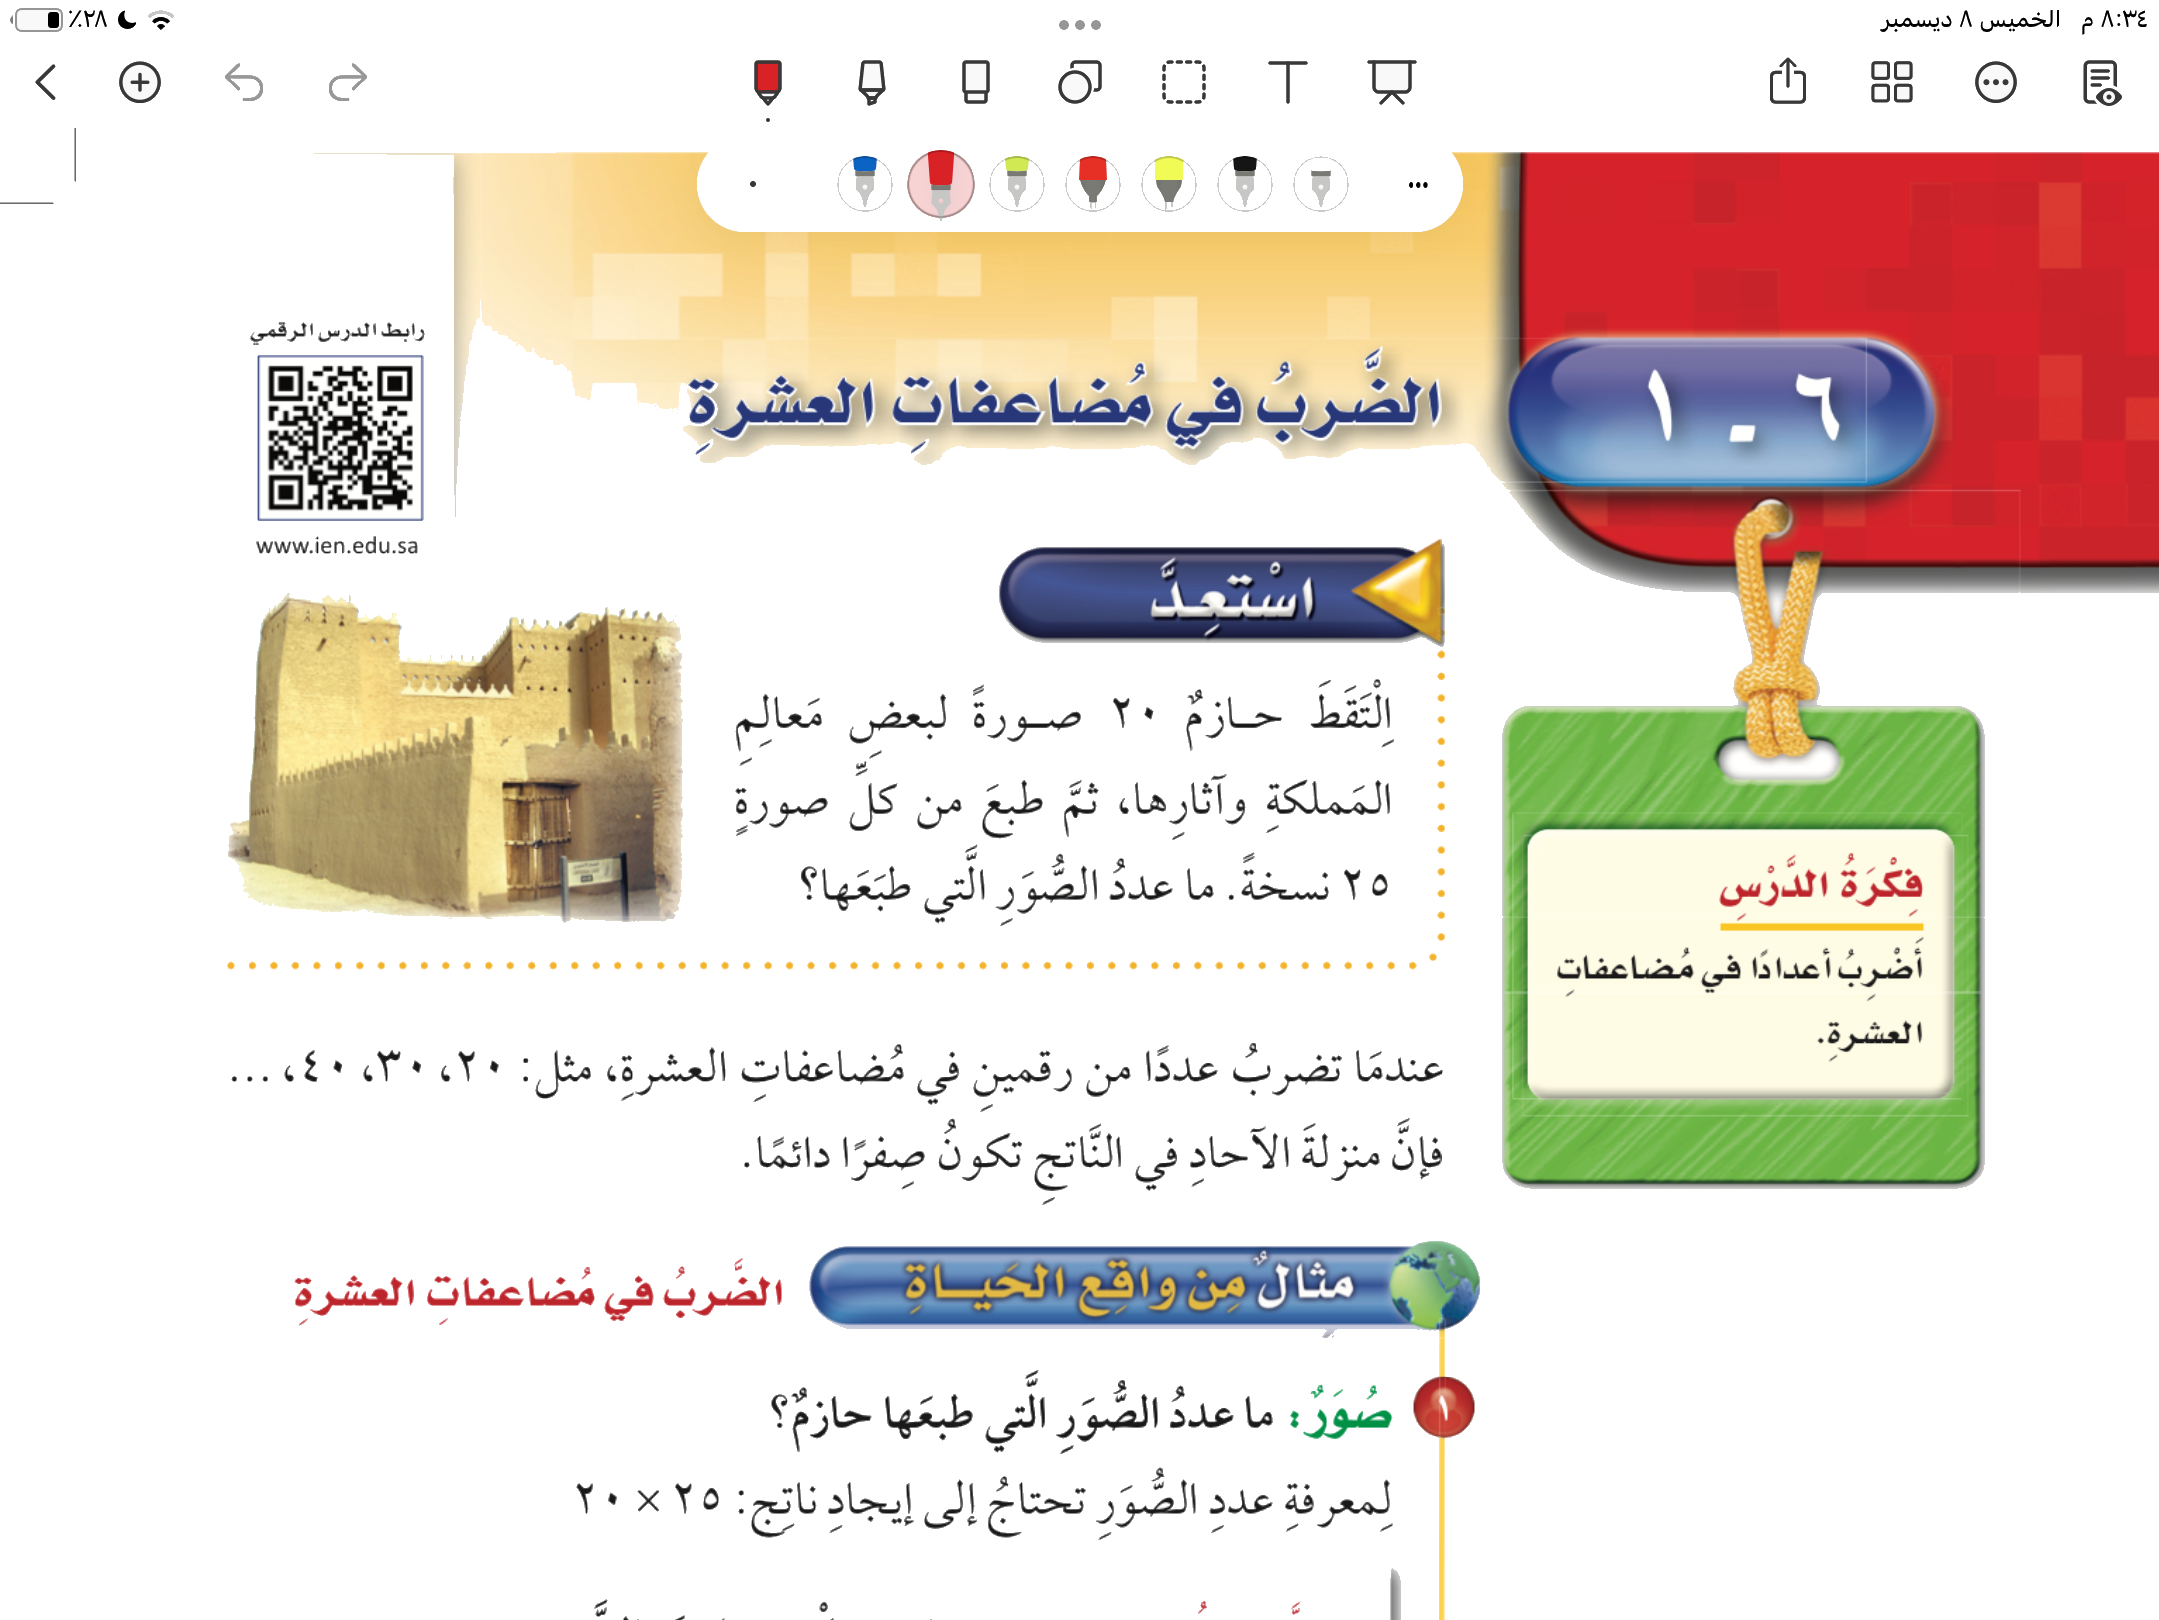 ٨:٣٤ م الخميس ٨ ديسمبر
٪٢٨
رابط الدرس الرقمي
www.ien.edu.sa
٦ - ١
الضَّربُ في مُضاعفاتِ العشرةِ
اسْتعِدَّ
اِلْتَقَطَ حازمٌ ٢٠ صورةً لبعضِ مَعالِمِ
المَملكةِ وآثارِها، ثمَّ طبعَ من كلِّ صورةٍ
٢٥ نسخةً. ما عددُ الصُّوَرِ الَّتي طبَعَها؟
فِكْرَةُ الدَّرْسِ
أَضْرِبُ أعدادًا في مُضاعفاتِ
العشرةِ.
عندمَا تضربُ عددًا من رقمينِ في مُضاعفاتِ العشرةِ، مثل: ٢٠، ٣٠، ٤٠، ...
فإنَّ منزلةَ الآحادِ في النَّاتجِ تكونُ صِفرًا دائمًا.
مثالٌ مِن واقِعِ الحَيـاةِ
الضَّربُ في مُضاعفاتِ العشرةِ
١ صُوَرٌ: ما عددُ الصُّوَرِ الَّتي طبعَها حازمٌ؟
لِمعرفةِ عددِ الصُّوَرِ تحتاجُ إلى إيجادِ ناتِجِ: ٢٥ × ٢٠